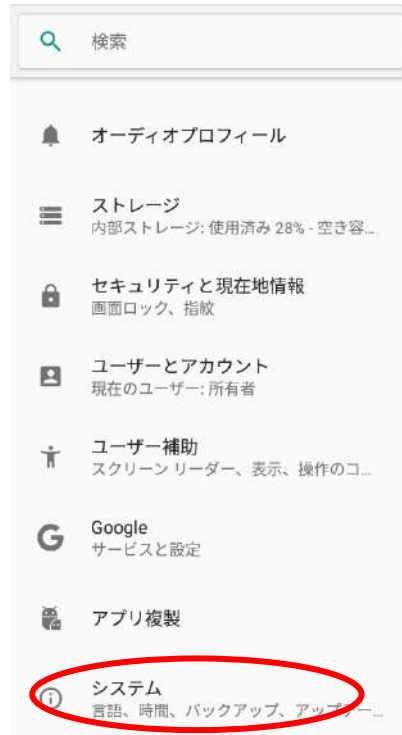 検索
オーディオプロフィール
ストレージ
内部ストレージ: 使用済み 28% - 空き容...
セキュリティと現在地情報
画面ロック、指紋
ユーザーとアカウント
現在のユーザー: 所有者
ユーザー補助
スクリーン リーダー、表示、操作のコ...
Google
サービスと設定
アプリ複製
システム
言語、時間、バックアップ、アップデー...